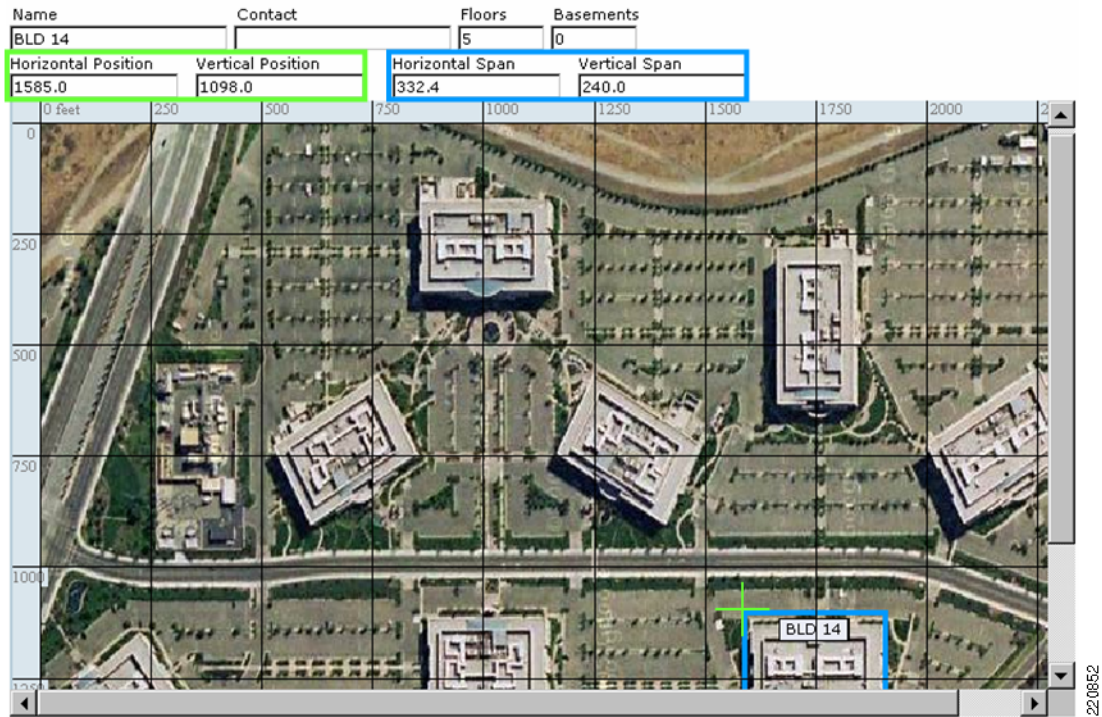 Name Contact Floors Basements
BLD 14 5 0
Horizontal Position Vertical Position Horizontal Span Vertical Span
1585.0 1098.0 332.4 240.0
0 feet 250 500 750 1000 1250 1500 1750 2000
0
250
500
750
1000
BLD 14
1250
220852